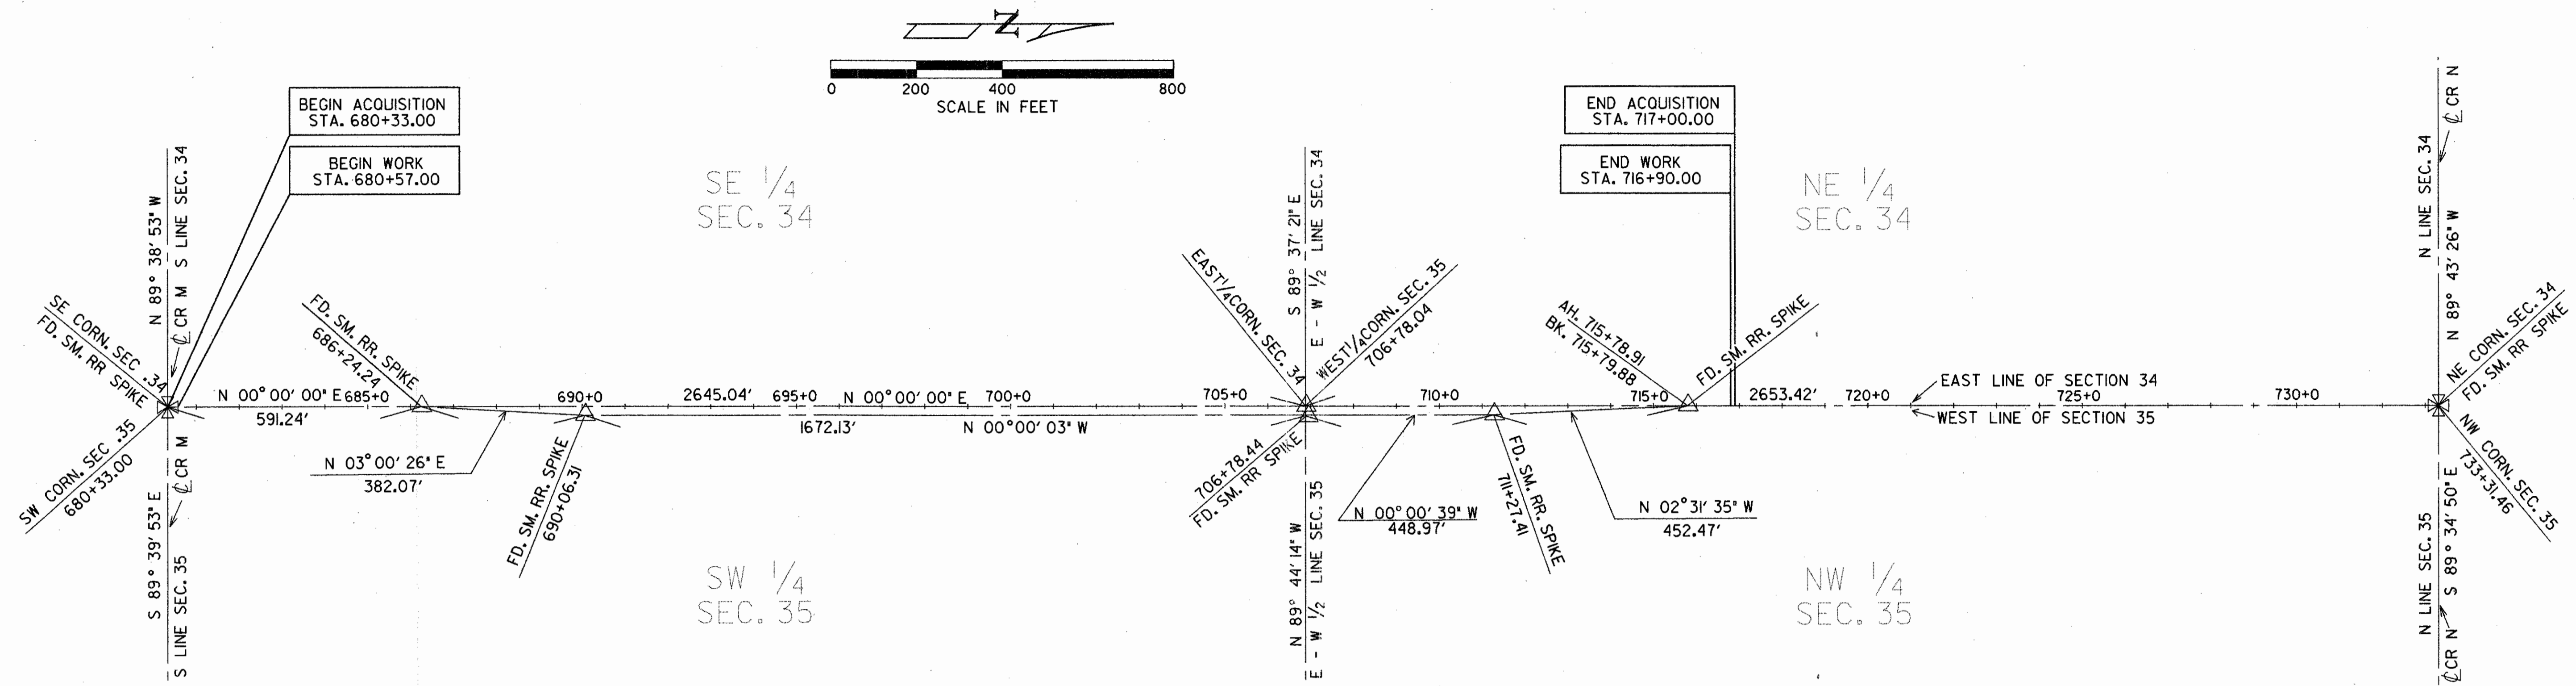 N
0 200 400 800
SCALE IN FEET
BEGIN ACQUISITION
STA. 680+33.00
BEGIN WORK
STA. 680+57.00
END ACQUISITION
STA. 717+00.00
END WORK
STA. 716+90.00
SE 1/4
SEC. 34
NE 1/4
SEC. 34
N 89° 38' 53" W
S LINE SEC. 34
℄ CR M
SE CORN. SEC .34
FD. SM. RR SPIKE
SW CORN. SEC .35
680+33.00
S 89° 39' 53" E
S LINE SEC. 35
℄ CR M
FD. SM. RR. SPIKE
686+24.24
N 00° 00' 00" E
591.24'
685+0
690+0
2645.04'
695+0
N 00° 00' 00" E
700+0
705+0
1672.13'
N 00° 00' 03" W
N 03° 00' 26" E
382.07'
FD. SM. RR. SPIKE
690+06.31
EAST 1/4 CORN. SEC. 34
S 89° 37' 21" E
E - W 1/2 LINE SEC. 34
WEST 1/4 CORN. SEC. 35
706+78.04
706+78.44
FD. SM. RR SPIKE
N 89° 44' 14" W
E - W 1/2 LINE SEC. 35
710+0
N 00° 00' 39" W
448.97'
FD. SM. RR. SPIKE
711+27.41
AH. 715+78.91
BK. 715+79.88
FD. SM. RR. SPIKE
715+0
N 02° 31' 35" W
452.47'
2653.42'
720+0
EAST LINE OF SECTION 34
WEST LINE OF SECTION 35
725+0
730+0
N LINE SEC. 34
N 89° 43' 26" W
℄ CR N
NE CORN. SEC. 34
FD. SM. RR SPIKE
NW CORN. SEC. 35
733+31.46
N LINE SEC. 35
S 89° 34' 50" E
℄ CR N
SW 1/4
SEC. 35
NW 1/4
SEC. 35